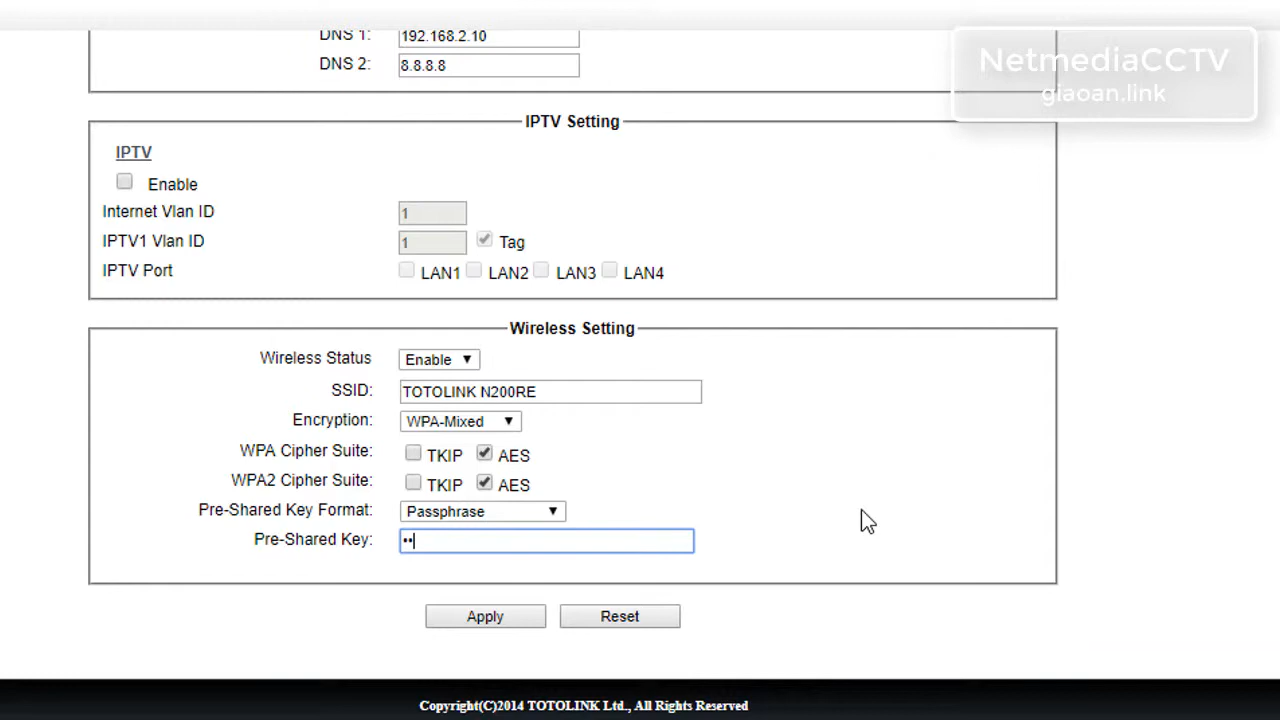 NetmediaCCTV
giaoan.link
DNS 1: 192.168.2.10
DNS 2: 8.8.8.8
IPTV Setting
IPTV
Enable
Internet Vlan ID 1
IPTV1 Vlan ID 1 Tag
IPTV Port LAN1 LAN2 LAN3 LAN4
Wireless Setting
Wireless Status Enable
SSID: TOTOLINK N200RE
Encryption: WPA-Mixed
WPA Cipher Suite: TKIP AES
WPA2 Cipher Suite: TKIP AES
Pre-Shared Key Format: Passphrase
Pre-Shared Key: ••
Apply Reset
Copyright(C)2014 TOTOLINK Ltd., All Rights Reserved